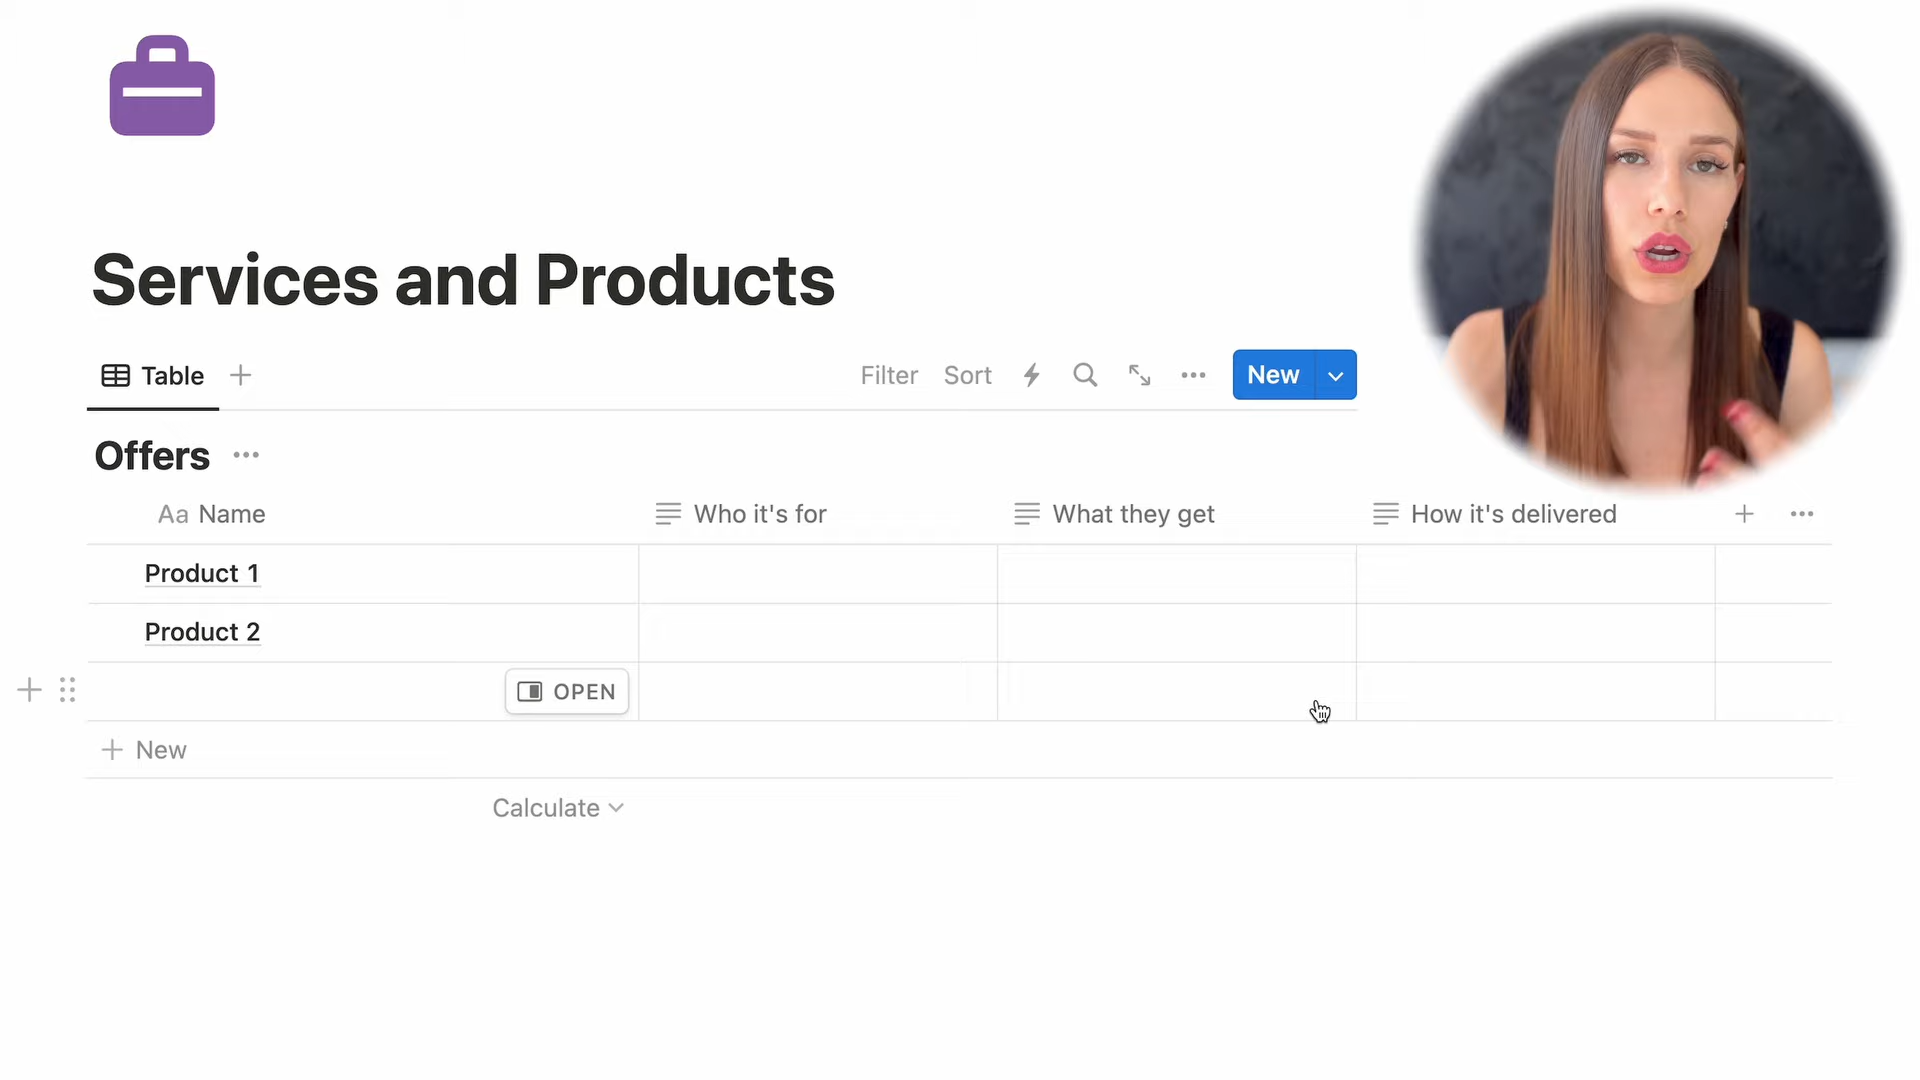 Services and Products
Table
Filter Sort New
Offers
Aa Name Who it's for What they get How it's delivered
Product 1
Product 2
OPEN
New
Calculate